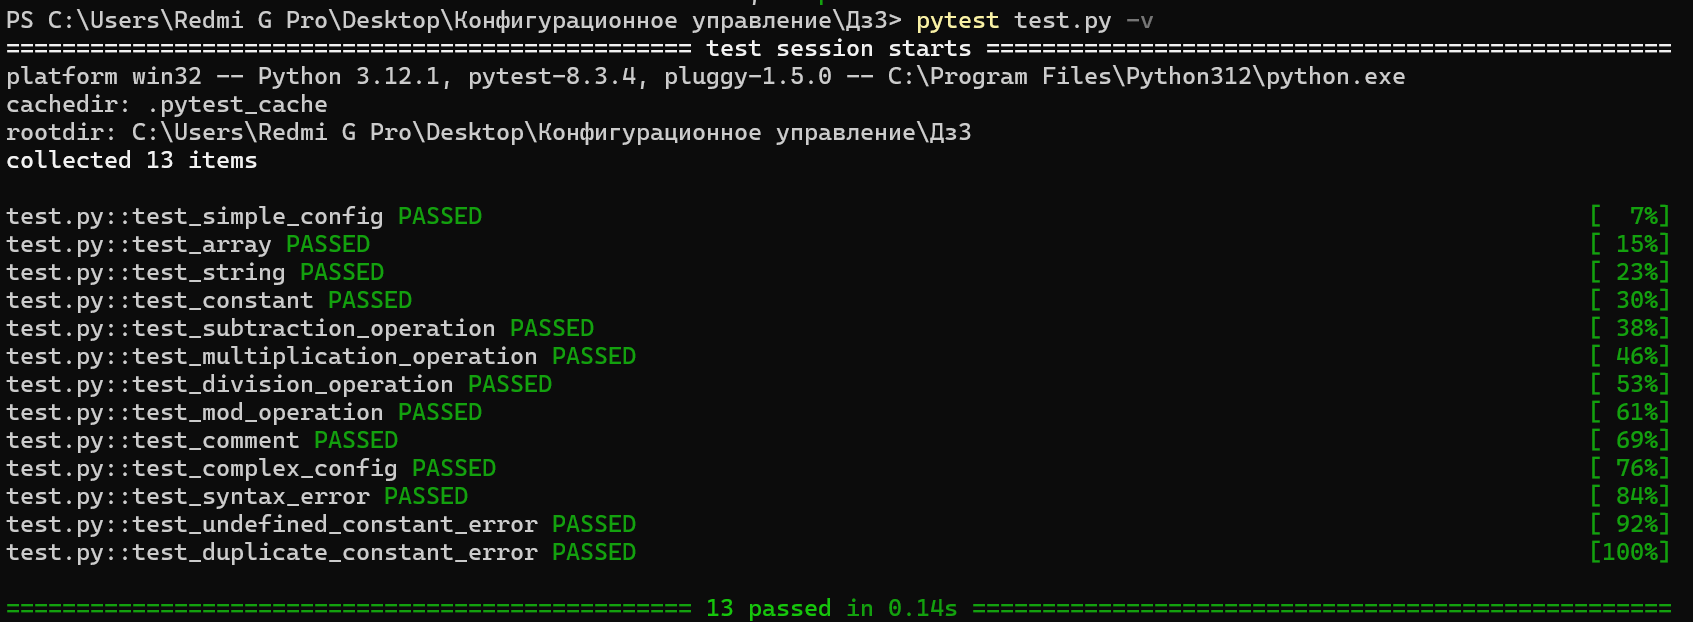 PS C:\Users\Redmi G Pro\Desktop\Конфигурационное управление\Дз3> pytest test.py -v
================================================= test session starts =================================================
platform win32 -- Python 3.12.1, pytest-8.3.4, pluggy-1.5.0 -- C:\Program Files\Python312\python.exe
cachedir: .pytest_cache
rootdir: C:\Users\Redmi G Pro\Desktop\Конфигурационное управление\Дз3
collected 13 items
test.py::test_simple_config PASSED [  7%]
test.py::test_array PASSED [ 15%]
test.py::test_string PASSED [ 23%]
test.py::test_constant PASSED [ 30%]
test.py::test_subtraction_operation PASSED [ 38%]
test.py::test_multiplication_operation PASSED [ 46%]
test.py::test_division_operation PASSED [ 53%]
test.py::test_mod_operation PASSED [ 61%]
test.py::test_comment PASSED [ 69%]
test.py::test_complex_config PASSED [ 76%]
test.py::test_syntax_error PASSED [ 84%]
test.py::test_undefined_constant_error PASSED [ 92%]
test.py::test_duplicate_constant_error PASSED [100%]
================================================= 13 passed in 0.14s ==================================================